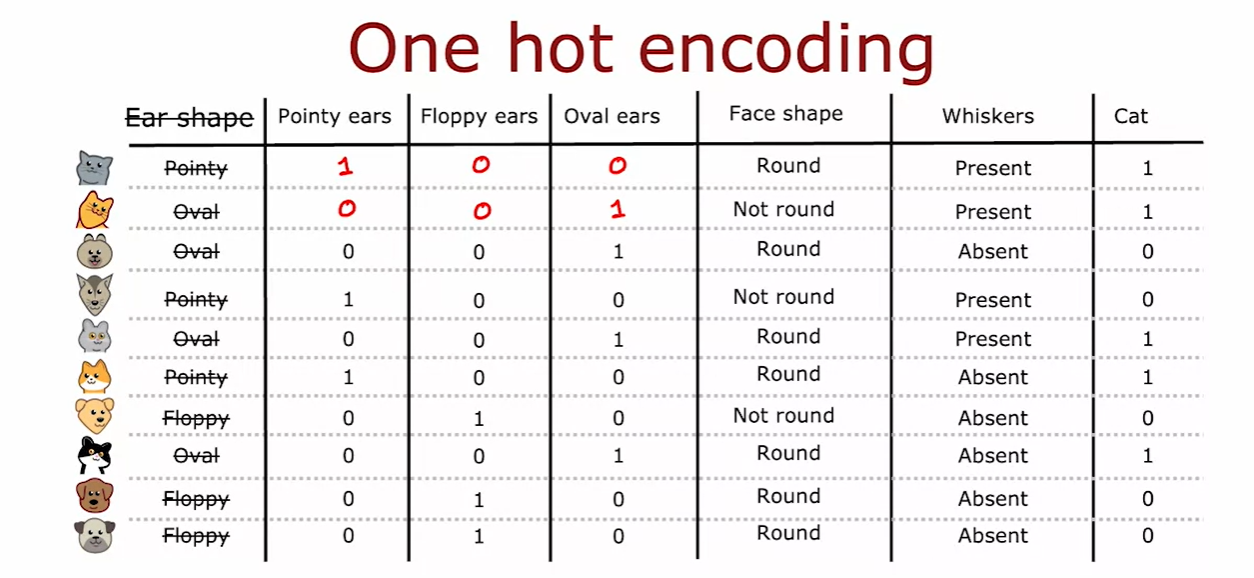 One hot encoding
Ear shape Pointy ears Floppy ears Oval ears Face shape Whiskers Cat
Pointy 1 0 0 Round Present 1
Oval 0 0 1 Not round Present 1
Oval 0 0 1 Round Absent 0
Pointy 1 0 0 Not round Present 0
Oval 0 0 1 Round Present 1
Pointy 1 0 0 Round Absent 1
Floppy 0 1 0 Not round Absent 0
Oval 0 0 1 Round Absent 1
Floppy 0 1 0 Round Absent 0
Floppy 0 1 0 Round Absent 0